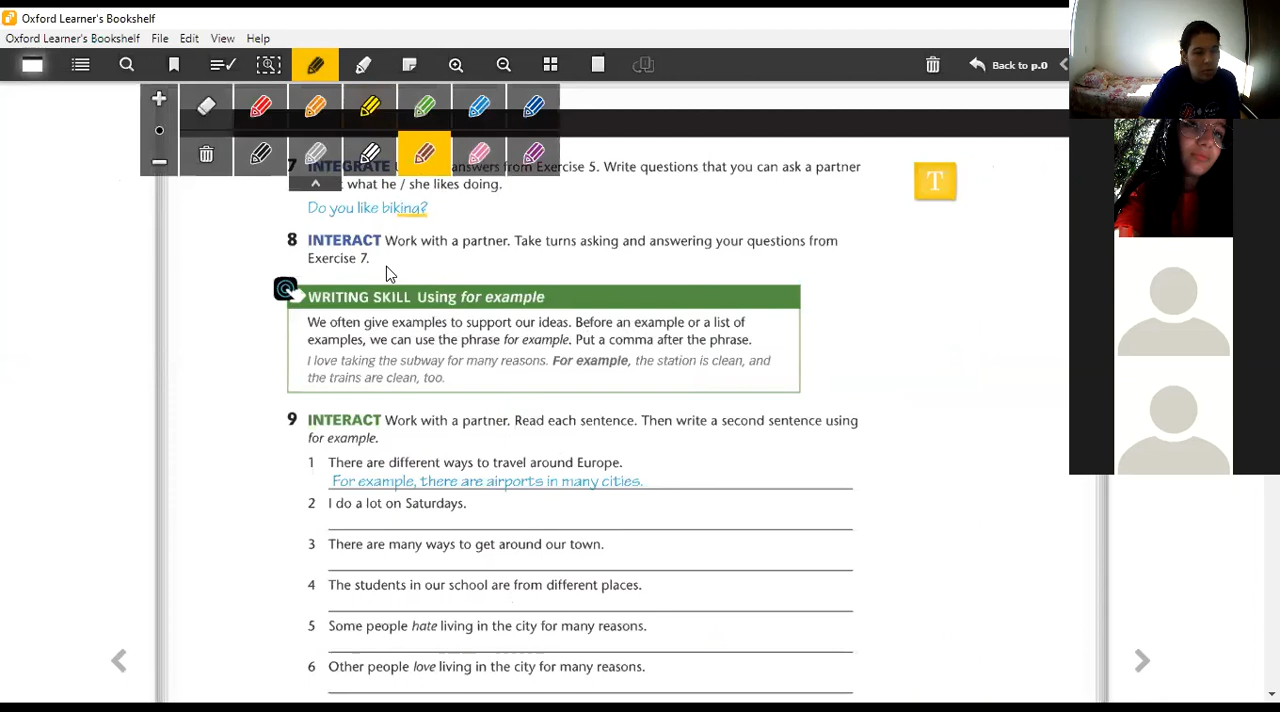 Oxford Learner's Bookshelf
Oxford Learner's Bookshelf File Edit View Help
Back to p.0
7 INTEGRATE answers from Exercise 5. Write questions that you can ask a partner
what he / she likes doing.
T
Do you like biking?
8 INTERACT Work with a partner. Take turns asking and answering your questions from
Exercise 7.
WRITING SKILL Using for example
We often give examples to support our ideas. Before an example or a list of
examples, we can use the phrase for example. Put a comma after the phrase.
I love taking the subway for many reasons. For example, the station is clean, and
the trains are clean, too.
9 INTERACT Work with a partner. Read each sentence. Then write a second sentence using
for example.
1 There are different ways to travel around Europe.
For example, there are airports in many cities.
2 I do a lot on Saturdays.
3 There are many ways to get around our town.
4 The students in our school are from different places.
5 Some people hate living in the city for many reasons.
6 Other people love living in the city for many reasons.